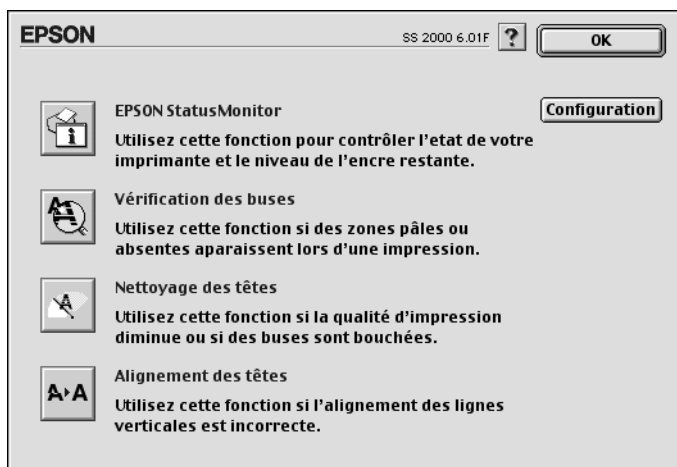 EPSON
SS 2000 6.01F ? OK
EPSON StatusMonitor
Configuration
Utilisez cette fonction pour contrôler l'etat de votre
imprimante et le niveau de l'encre restante.
Vérification des buses
Utilisez cette fonction si des zones pâles ou
absentes aparaissent lors d'une impression.
Nettoyage des têtes
Utilisez cette fonction si la qualité d'impression
diminue ou si des buses sont bouchées.
Alignement des têtes
Utilisez cette fonction si l'alignement des lignes
verticales est incorrecte.